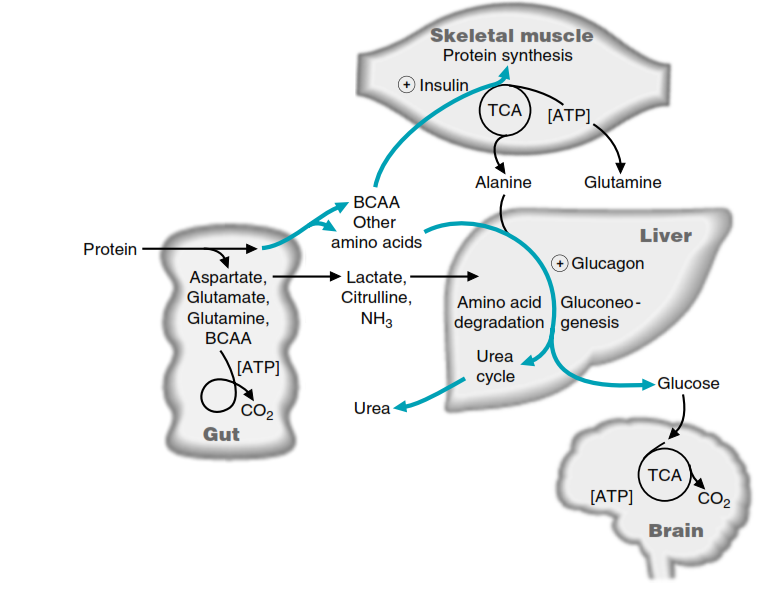 Skeletal muscle
Protein synthesis
+ Insulin
TCA
[ATP]
Alanine
Glutamine
BCAA
Other
amino acids
Protein
Aspartate,
Glutamate,
Glutamine,
BCAA
[ATP]
CO2
Gut
Lactate,
Citrulline,
NH3
Liver
+ Glucagon
Amino acid
degradation
Gluconeo-
genesis
Urea
cycle
Urea
Glucose
TCA
[ATP]
CO2
Brain